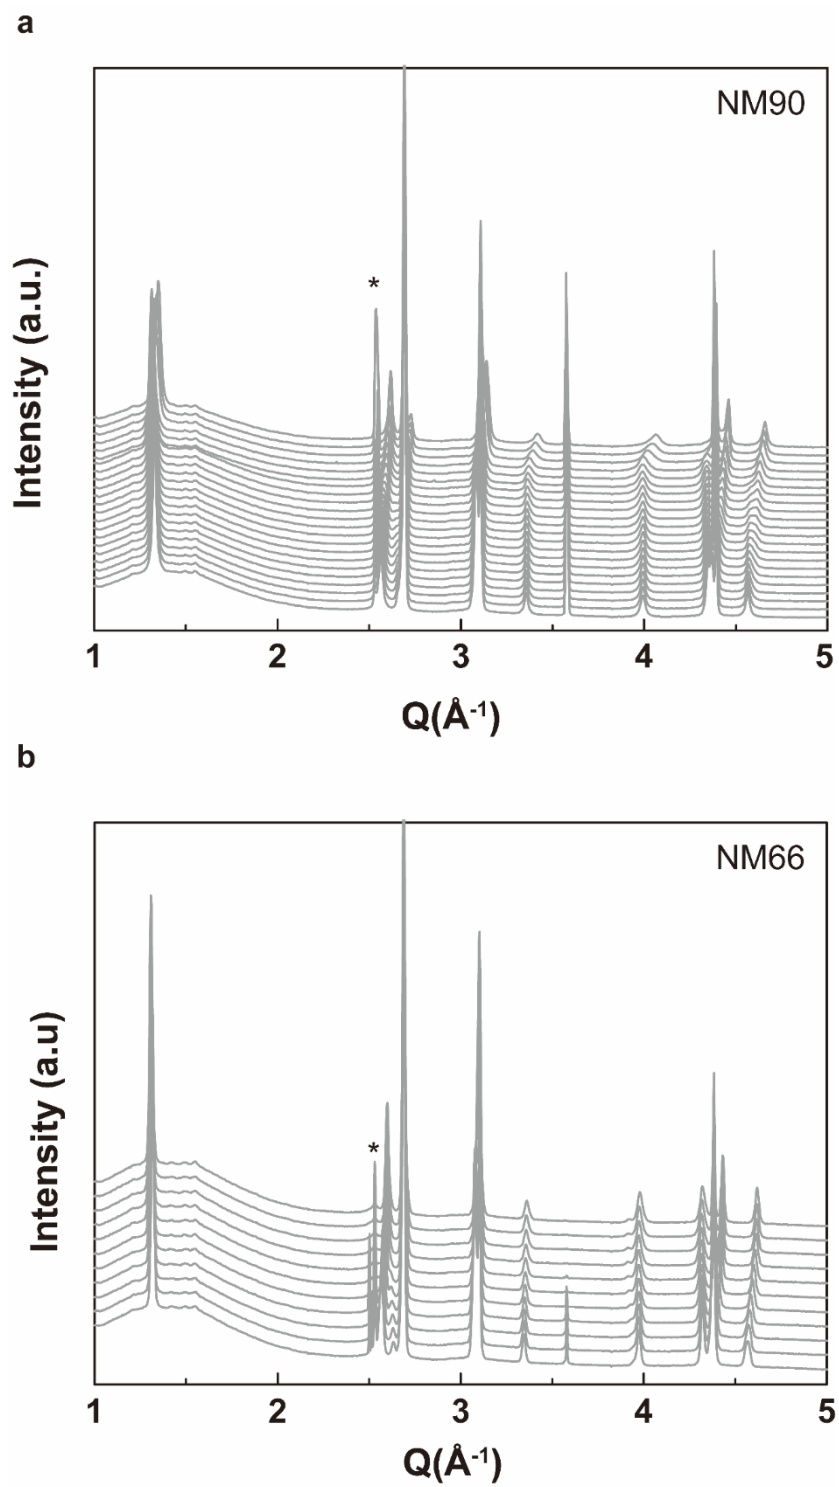 a
NM90
*
Intensity (a.u.)
1 2 3 4 5
Q(Å-1)
b
NM66
*
Intensity (a.u)
1 2 3 4 5
Q(Å-1)